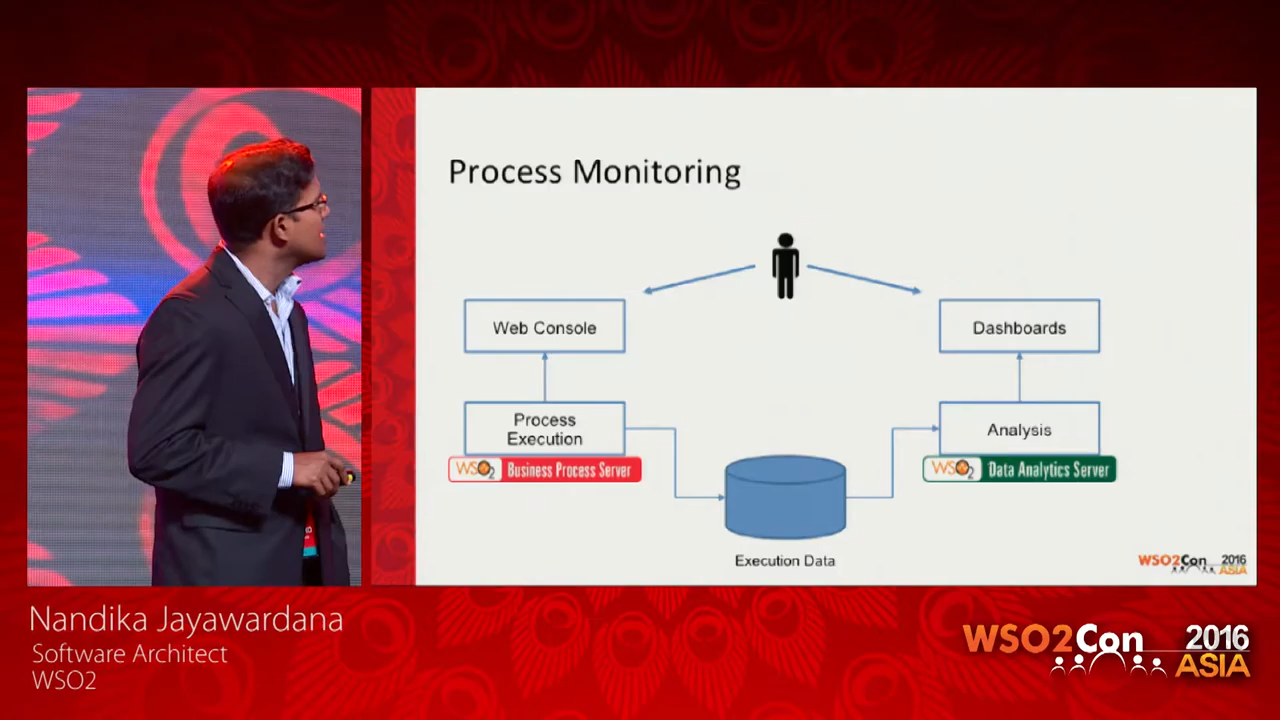 Process Monitoring
Web Console
Dashboards
Process
Execution
Analysis
WSO2 Business Process Server
WSO2 Data Analytics Server
Execution Data
WSO2Con 2016
ASIA
Nandika Jayawardana
Software Architect
WSO2
WSO2Con 2016
ASIA